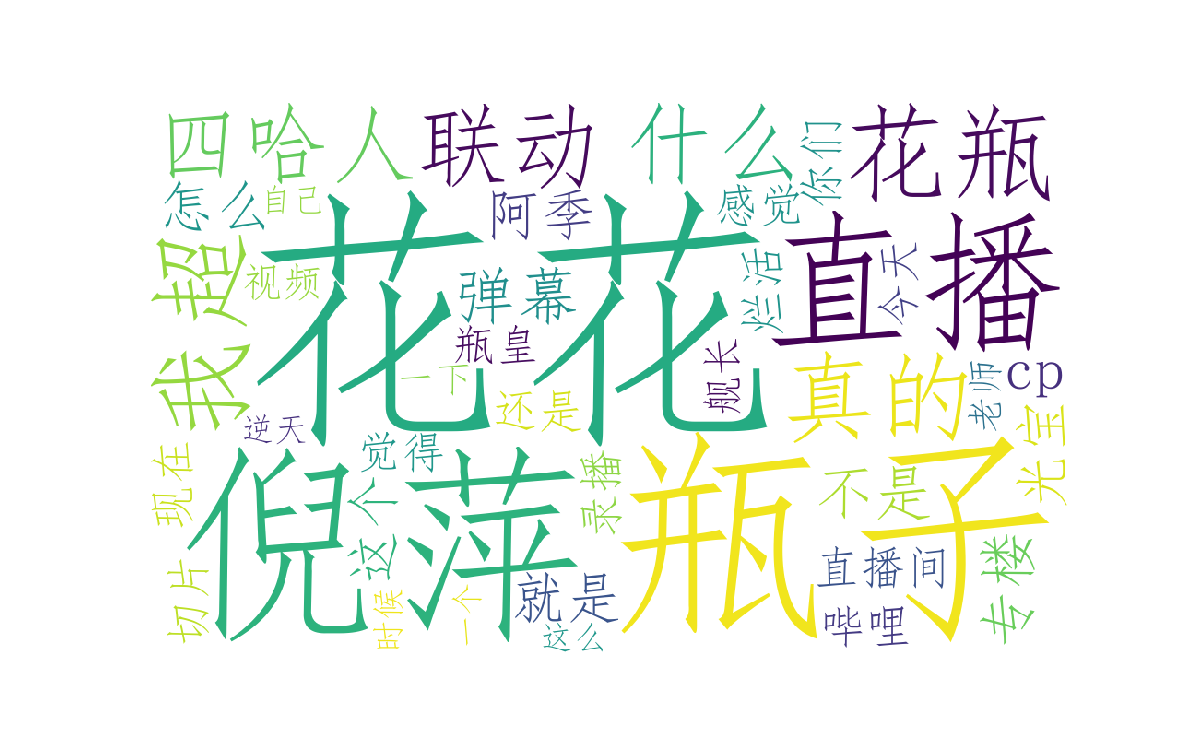 四哈人
联动
什么
你们
花瓶
怎么
自己
阿季
感觉
花花
直播
今天
我超
视频
弹幕
烂活
瓶皇
舰长
真的
老师
cp
一下
还是
逆天
觉得
光宝
现在
倪萍
这个
录播
瓶子
不是
切片
时候
一个
就是
这么
直播间
哔哩
专楼